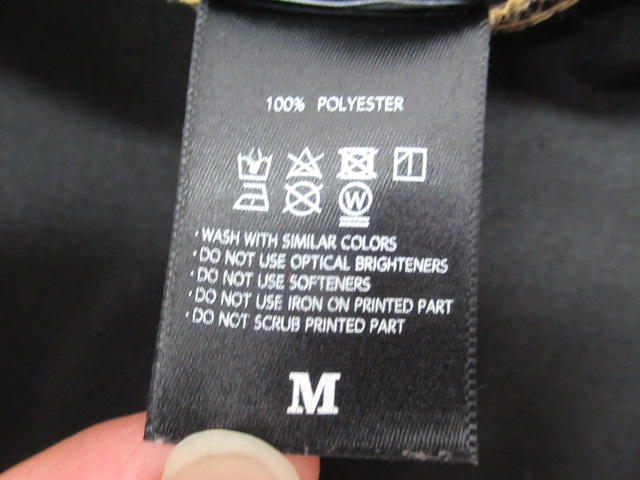 100% POLYESTER
W
·WASH WITH SIMILAR COLORS
·DO NOT USE OPTICAL BRIGHTENERS
·DO NOT USE SOFTENERS
·DO NOT USE IRON ON PRINTED PART
·DO NOT SCRUB PRINTED PART
M